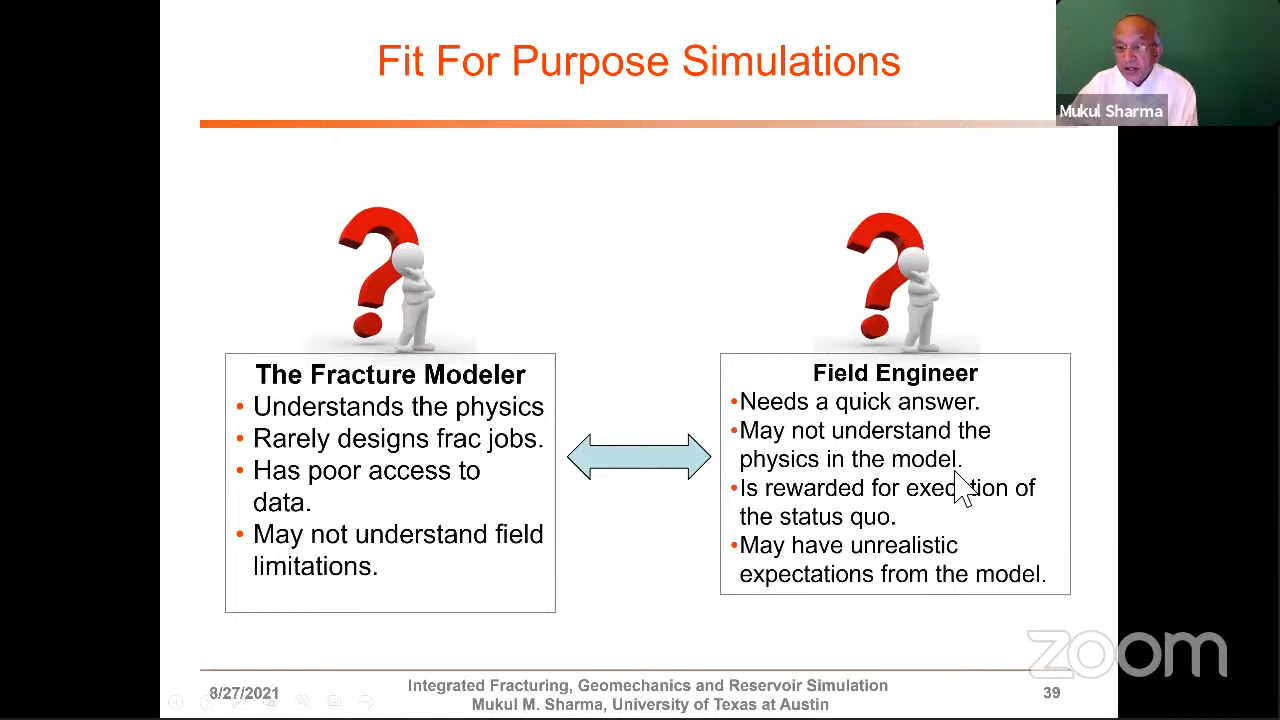 Fit For Purpose Simulations
Mukul Sharma
The Fracture Modeler
• Understands the physics
• Rarely designs frac jobs.
• Has poor access to
data.
• May not understand field
limitations.
Field Engineer
•Needs a quick answer.
•May not understand the
physics in the model.
•Is rewarded for execution of
the status quo.
•May have unrealistic
expectations from the model.
zoom
8/27/2021
Integrated Fracturing, Geomechanics and Reservoir Simulation
Mukul M. Sharma, University of Texas at Austin
39